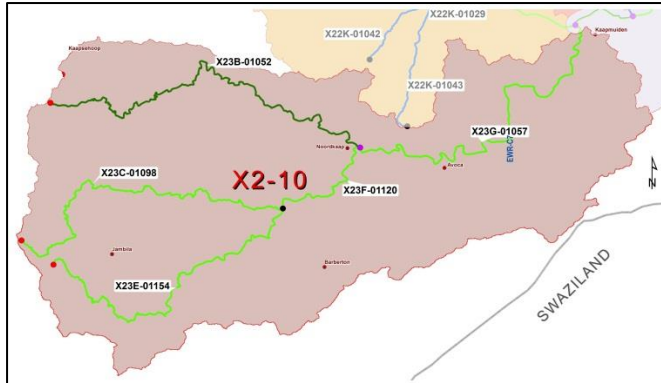 X22K-01029
X22K-01042
Kaapmuiden
Kaapsehoop
X23B-01052
X22K-01043
X23G-01057
Noordkaap
Avoca
X23C-01098
X2-10
X23F-01120
N
Jambila
Barberton
X23E-01154
SWAZILAND